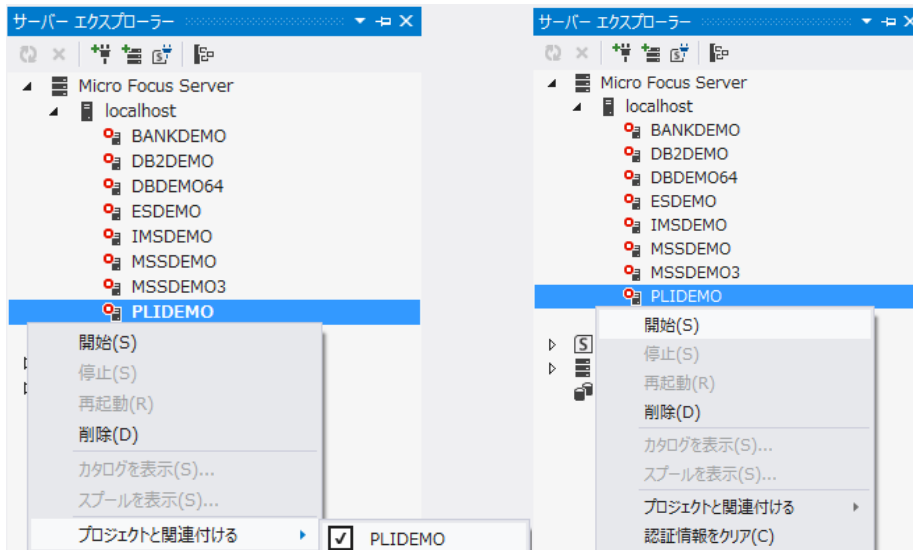 サーバー エクスプローラー
Micro Focus Server
localhost
BANKDEMO
DB2DEMO
DBDEMO64
ESDEMO
IMSDEMO
MSSDEMO
MSSDEMO3
PLIDEMO
開始(S)
停止(S)
再起動(R)
削除(D)
カタログを表示(S)...
スプールを表示(S)...
プロジェクトと関連付ける
PLIDEMO
サーバー エクスプローラー
Micro Focus Server
localhost
BANKDEMO
DB2DEMO
DBDEMO64
ESDEMO
IMSDEMO
MSSDEMO
MSSDEMO3
PLIDEMO
開始(S)
停止(S)
再起動(R)
削除(D)
カタログを表示(S)...
スプールを表示(S)...
プロジェクトと関連付ける
認証情報をクリア(C)